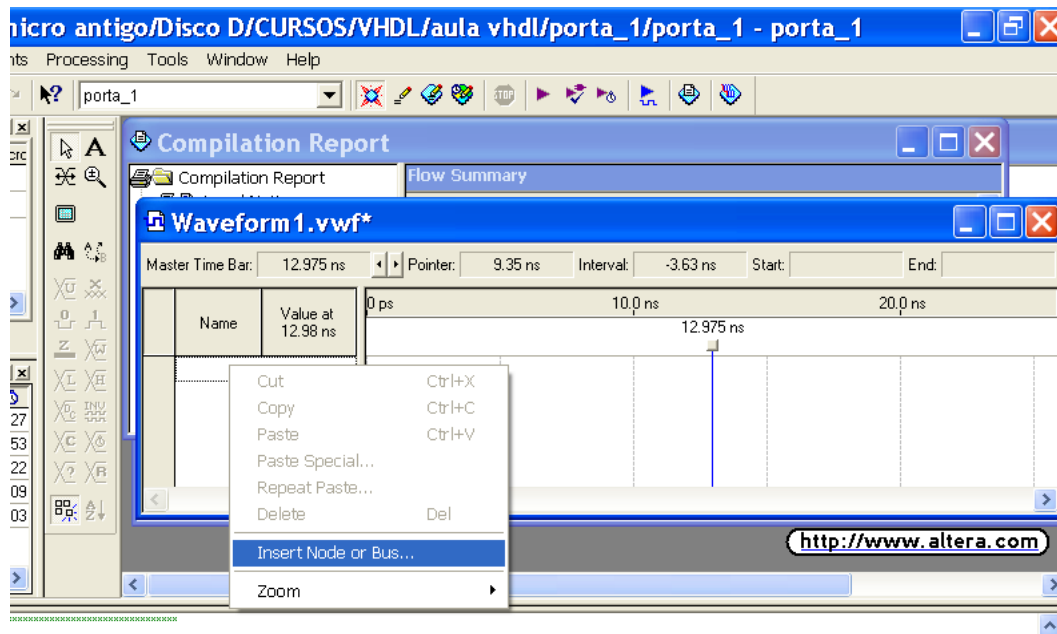 micro antigo/Disco D/CURSOS/VHDL/aula vhdl/porta_1/porta_1 - porta_1
nts Processing Tools Window Help
porta_1
STOP
Compilation Report
Compilation Report
Flow Summary
Waveform1.vwf*
Master Time Bar: 12.975 ns Pointer: 9.35 ns Interval: -3.63 ns Start: End:
Name
Value at
12.98 ns
0 ps 10.0 ns 20.0 ns
12.975 ns
Cut Ctrl+X
Copy Ctrl+C
Paste Ctrl+V
Paste Special...
Repeat Paste...
Delete Del
Insert Node or Bus...
Zoom
27
53
22
09
03
http://www.altera.com